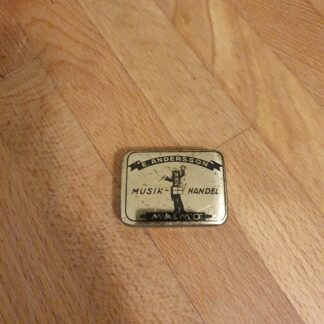 E. ANDERSSON
MUSIK-HANDEL
MALMÖ